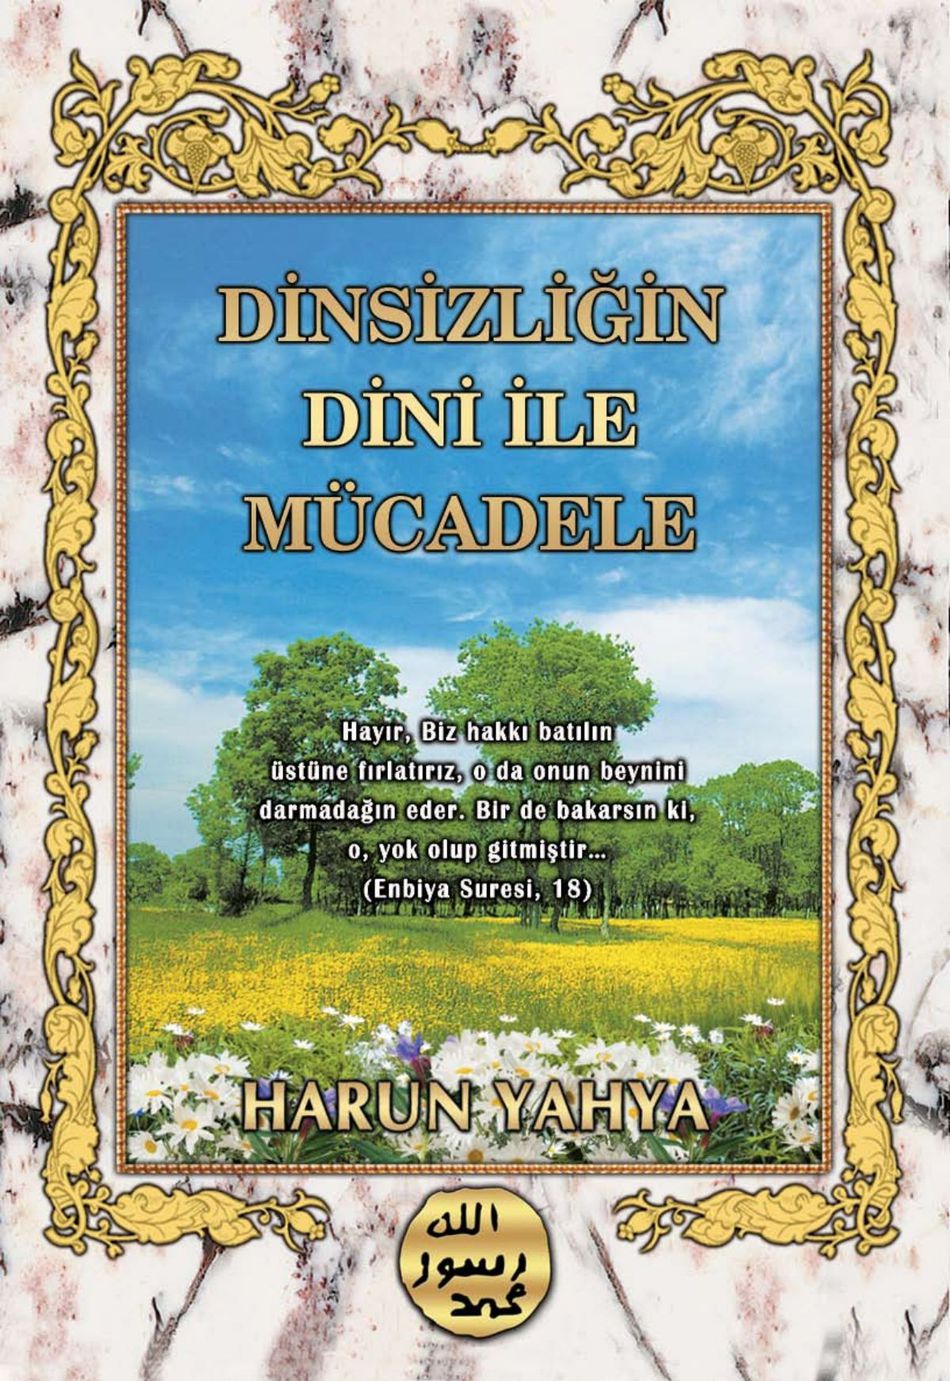 DİNSİZLİĞİN
DİNİ İLE
MÜCADELE
Hayır, Biz hakkı batılın
üstüne fırlatırız, o da onun beynini
darmadağın eder. Bir de bakarsın ki,
o, yok olup gitmiştir...
(Enbiya Suresi, 18)
HARUN YAHYA
الله
رسول
محمد